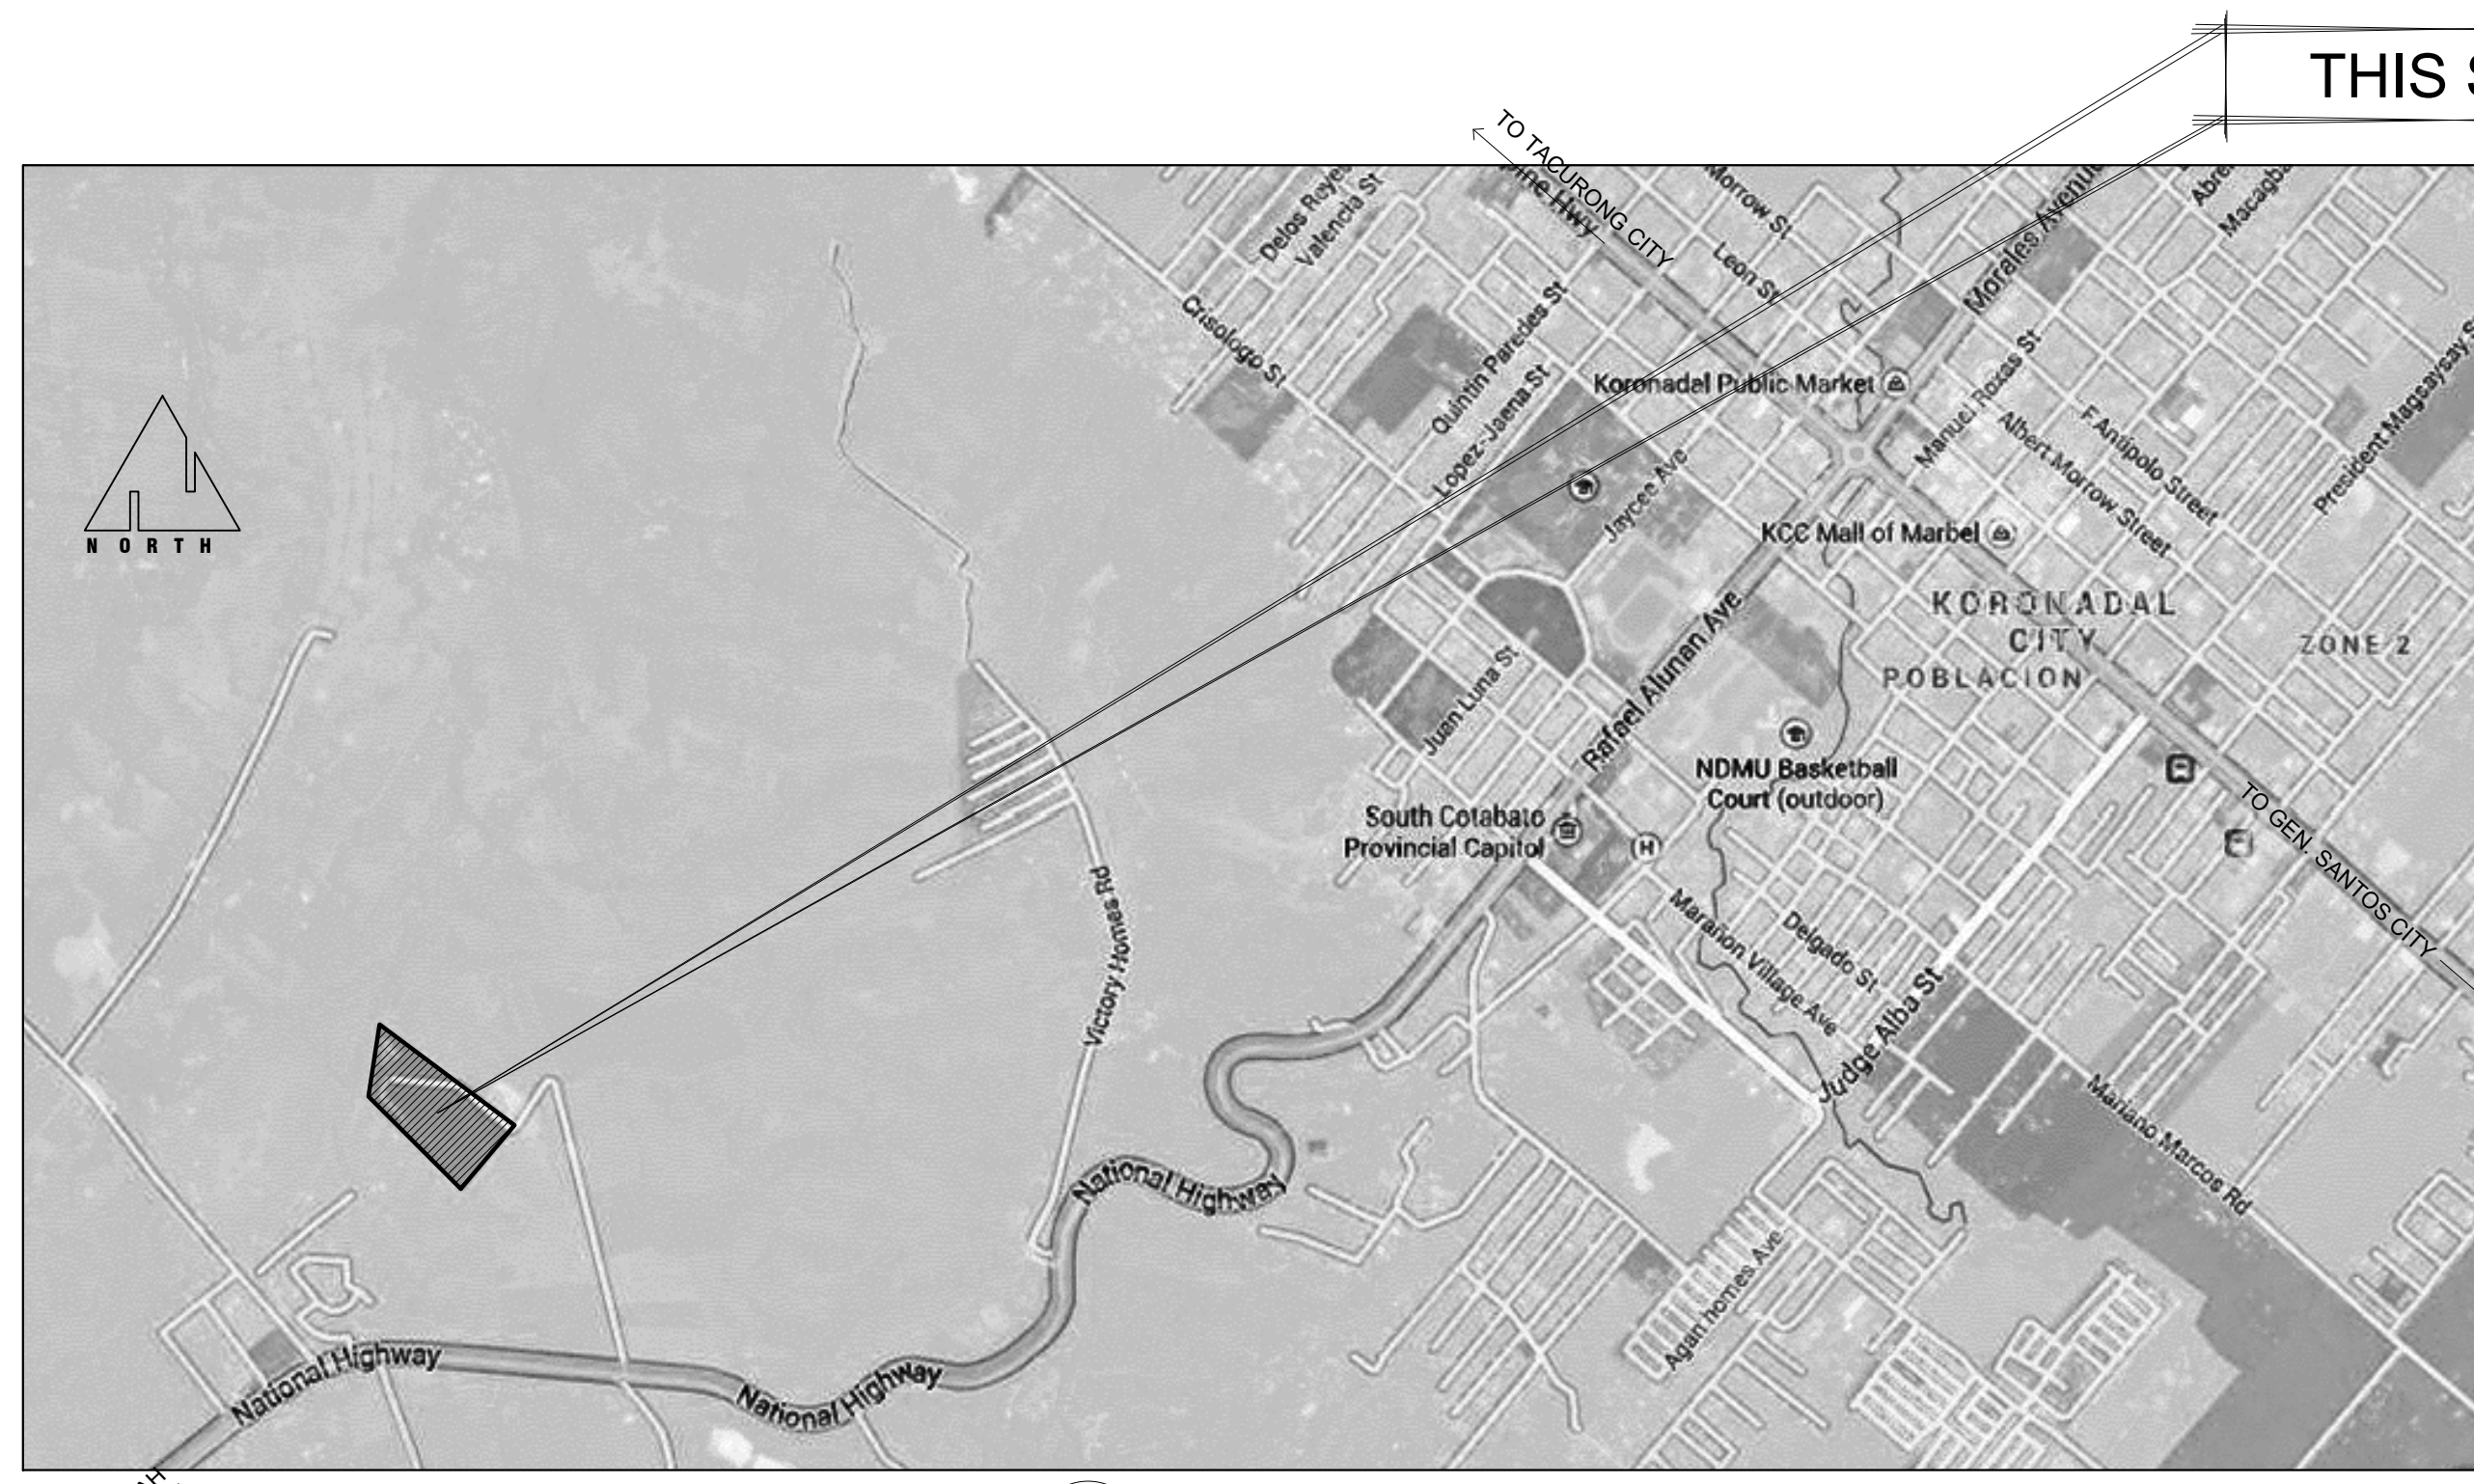 THIS
TO TACURONG CITY
Morrow St
Morales Avenue
Delos Reyes
Valencia St
Leon St
Crisologo St
Quintin Paredes St
Lopez-Jaena St
Koronadal Public Market
Manuel Roxas St
F. Antipolo Street
Albert Morrow Street
President Magsaysay
NORTH
Jaycee Ave
KCC Mall of Marbel
KORONADAL
CITY
POBLACION
ZONE 2
Juan Luna St
Rafael Alunan Ave
NDMU Basketball
Court (outdoor)
South Cotabato
Provincial Capitol
H
TO GEN. SANTOS CITY
Victory Homes Rd
Marañon Village Ave
Delgado St
Judge Alba St
Mariano Marcos Rd
National Highway
Agan homes Ave
National Highway
National Highway